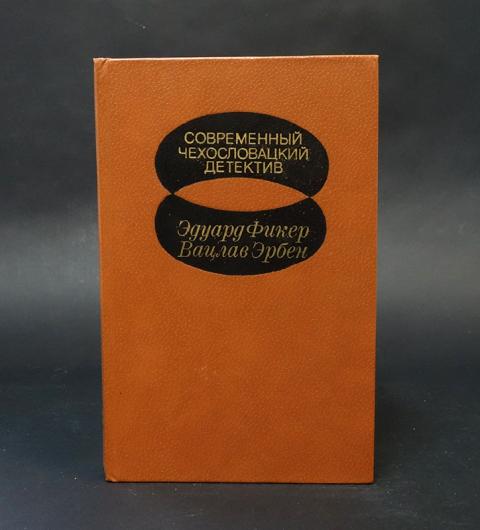 СОВРЕМЕННЫЙ
ЧЕХОСЛОВАЦКИЙ
ДЕТЕКТИВ
Эдуард Фикер
Вацлав Эрбен